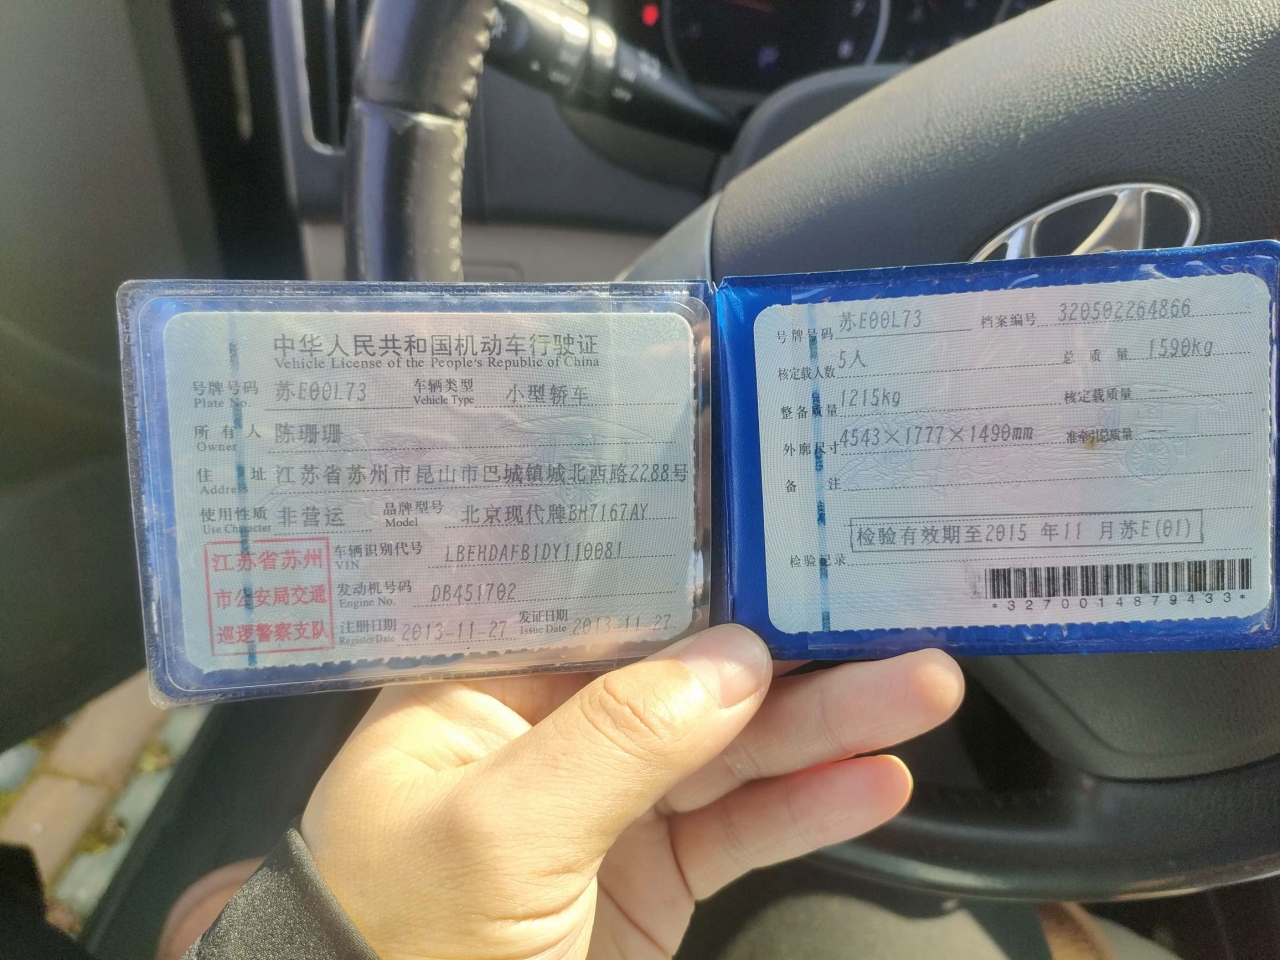 中华人民共和国机动车行驶证
Vehicle License of the People's Republic of China
号牌号码 苏E00L73 车辆类型 小型轿车
Plate No. Vehicle Type
所有人 陈珊珊
Owner
住址 江苏省苏州市昆山市巴城镇城北西路2288号
Address
使用性质 非营运 品牌型号 北京现代牌BH7167AY
Use Character Model
江苏省苏州
市公安局交通
巡逻警察支队
车辆识别代号 LBEHDAFB1DY110081
VIN
发动机号码 DB451702
Engine No.
注册日期 2013-11-27 发证日期 2013-11-27
Register Date Issue Date
号牌号码 苏E00L73 档案编号 320502264866
核定载人数 5人 总质量 1590kg
整备质量 1215kg 核定载质量 --
外廓尺寸 4543×1777×1490mm 准牵引总质量 --
备注
检验有效期至2015 年11 月苏E(01)
检验记录
*3270014879433*